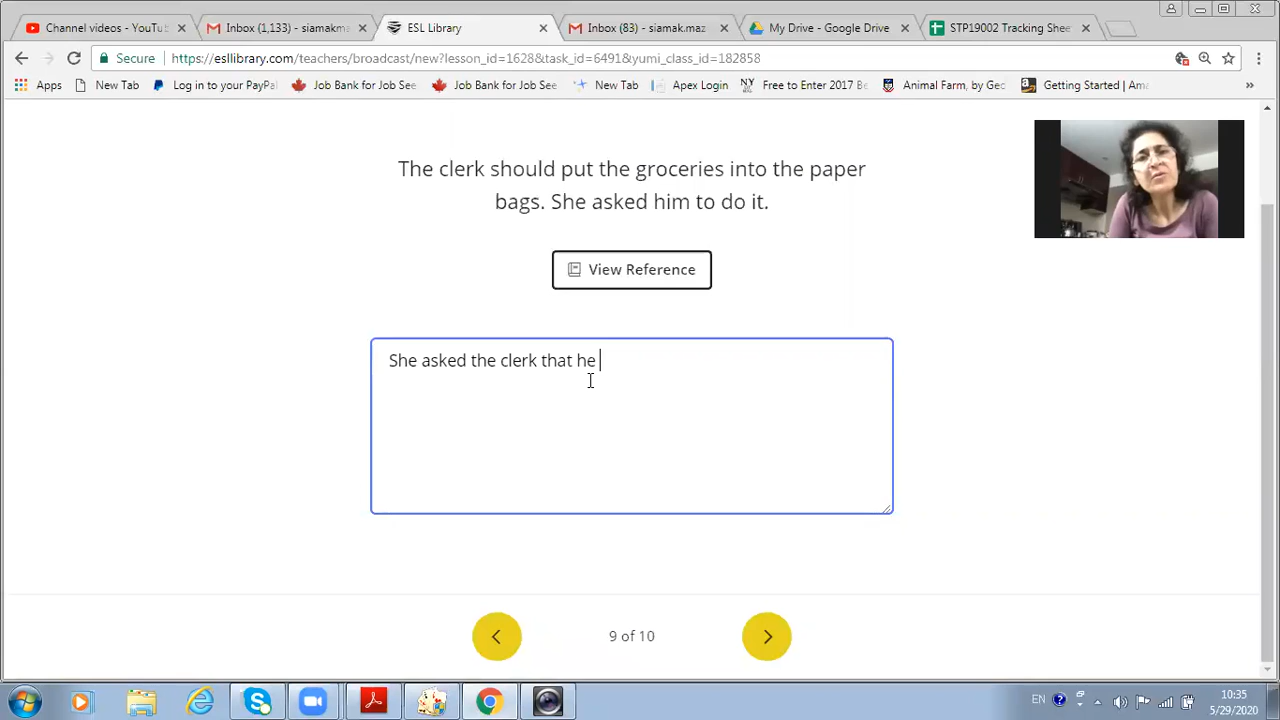 Channel videos - YouTu
Inbox (1,133) - siamakm
ESL Library
Inbox (83) - siamak.maz
My Drive - Google Drive
STP19002 Tracking Shee
Secure
https://esllibrary.com/teachers/broadcast/new?lesson_id=1628&task_id=6491&yumi_class_id=182858
Apps
New Tab
Log in to your PayPal
Job Bank for Job See
Job Bank for Job See
New Tab
Apex Login
Free to Enter 2017 Be
Animal Farm, by Geo
Getting Started | Ama
»
The clerk should put the groceries into the paper
bags. She asked him to do it.
View Reference
She asked the clerk that he
9 of 10
EN
10:35
5/29/2020